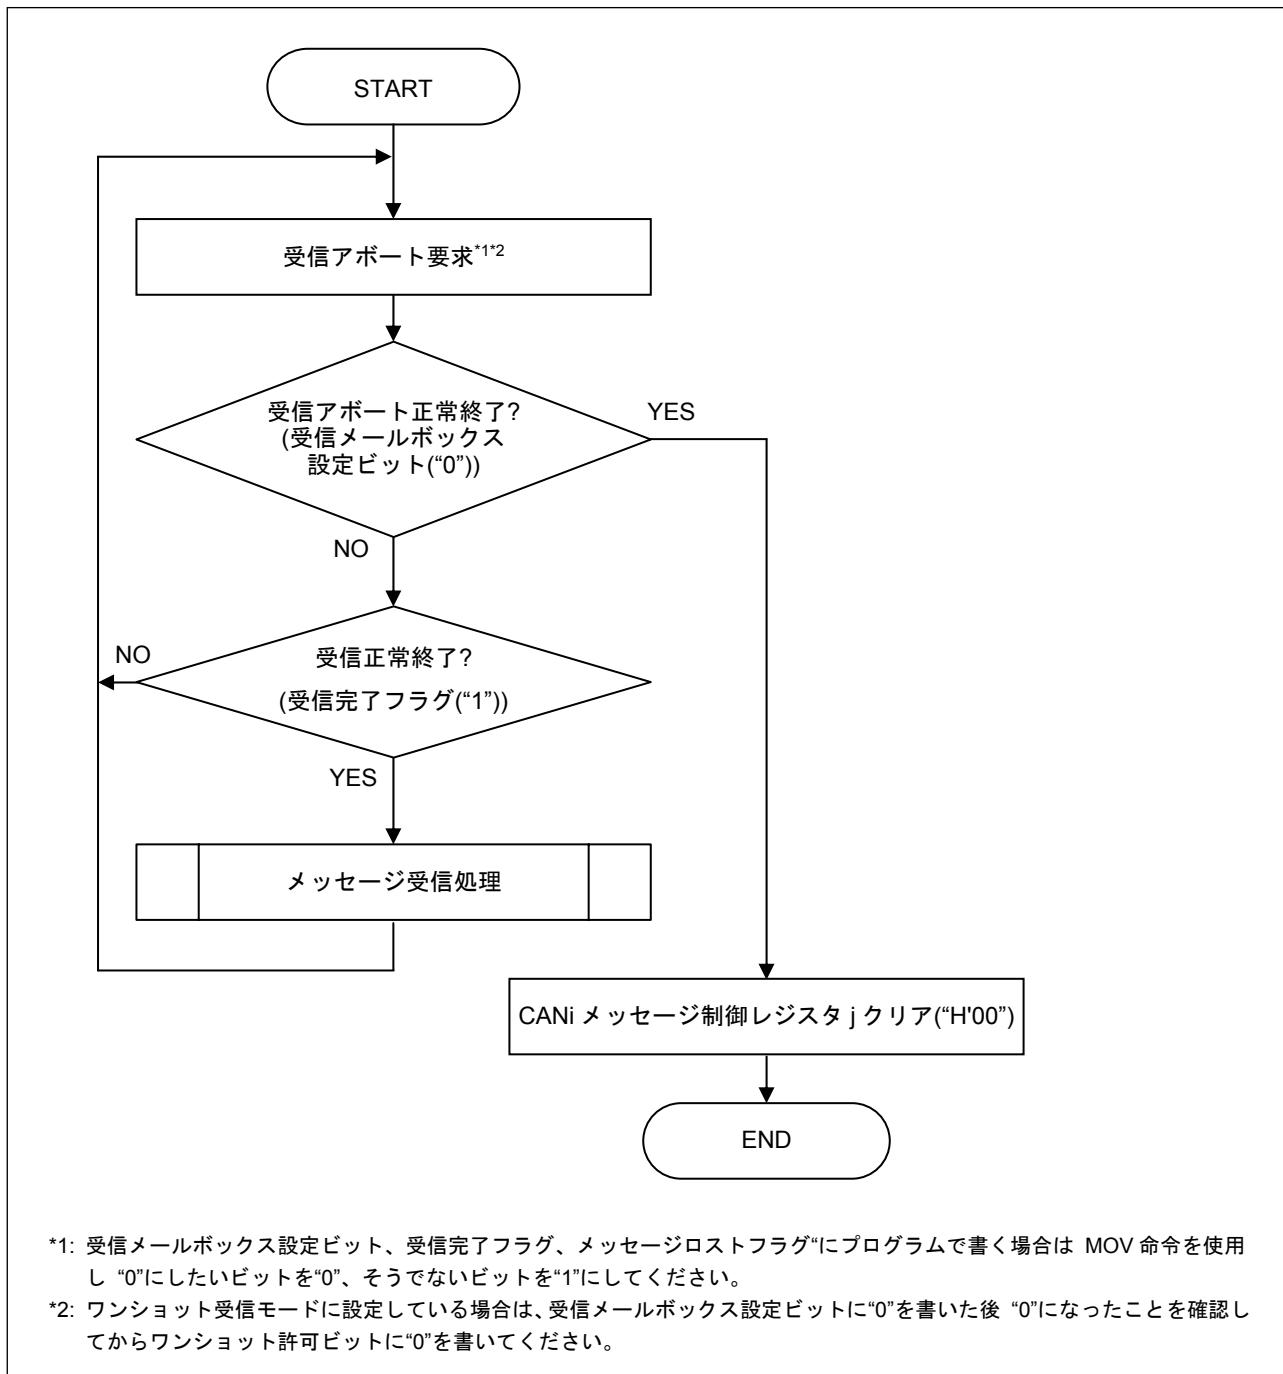 START
受信アボート要求*1*2
受信アボート正常終了?
(受信メールボックス
設定ビット(“0”))
YES
NO
受信正常終了?
(受信完了フラグ(“1”))
NO
YES
メッセージ受信処理
CANi メッセージ制御レジスタ j クリア(“H'00”)
END
*1: 受信メールボックス設定ビット、受信完了フラグ、メッセージロストフラグ“にプログラムで書く場合は MOV 命令を使用
し “0”にしたいビットを“0”、そうでないビットを“1”にしてください。
*2: ワンショット受信モードに設定している場合は、受信メールボックス設定ビットに“0”を書いた後 “0”になったことを確認し
てからワンショット許可ビットに“0”を書いてください。